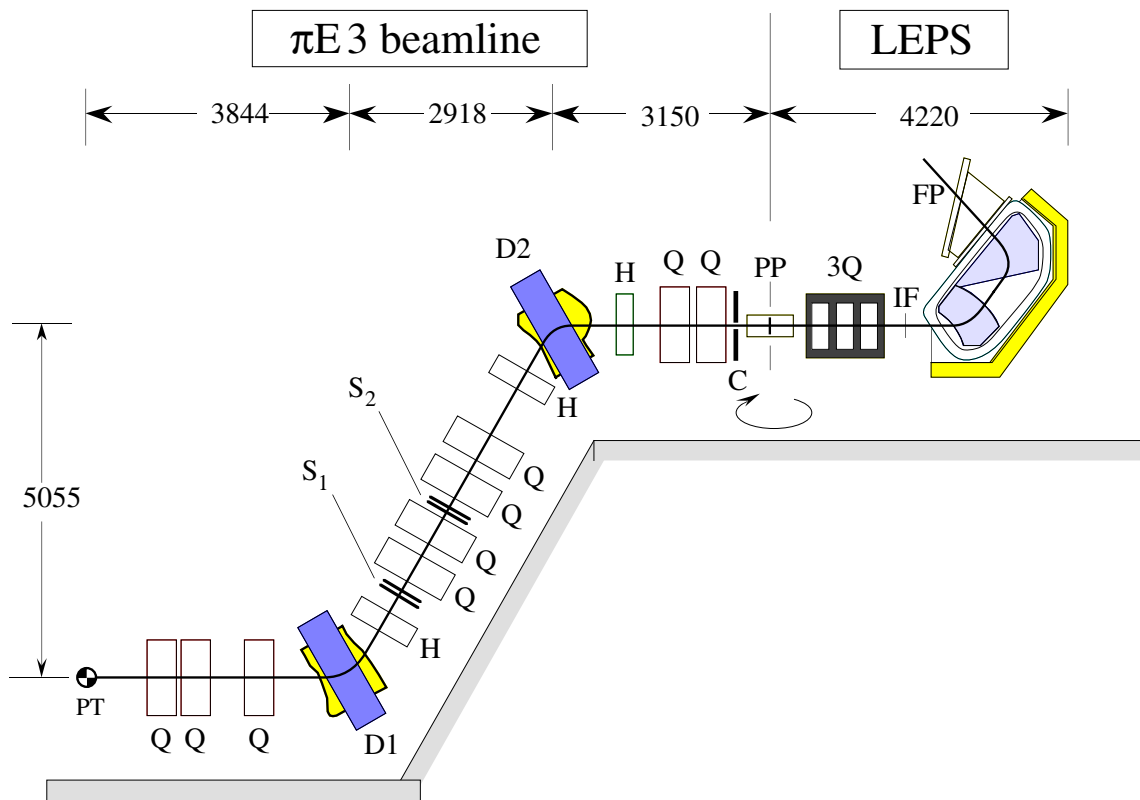 πE3 beamline
LEPS
3844
2918
3150
4220
FP
D2
H
Q
Q
PP
3Q
IF
C
H
S2
S1
5055
Q
Q
Q
Q
H
PT
Q
Q
Q
D1